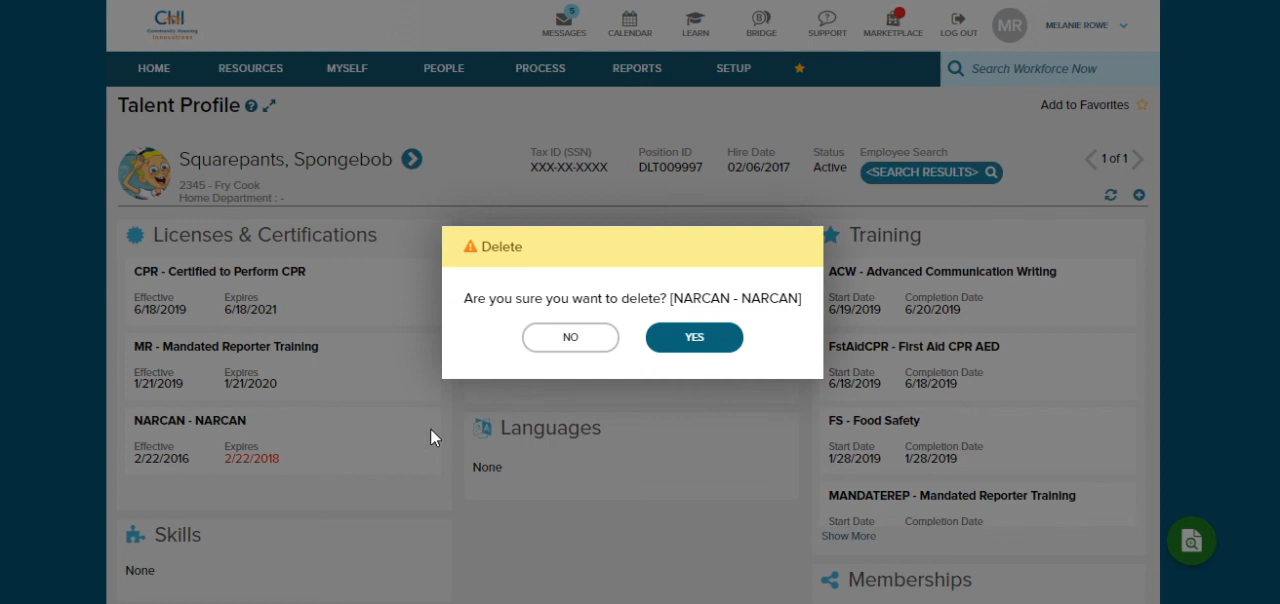 CHI
Community Housing
Innovations
5
MESSAGES
CALENDAR
LEARN
BRIDGE
SUPPORT
MARKETPLACE
LOG OUT
MR
MELANIE ROWE
HOME
RESOURCES
MYSELF
PEOPLE
PROCESS
REPORTS
SETUP
Search Workforce Now
Talent Profile
Add to Favorites
Squarepants, Spongebob
2345 - Fry Cook
Home Department : -
Tax ID (SSN)
XXX-XX-XXXX
Position ID
DLT009997
Hire Date
02/06/2017
Status
Active
Employee Search
<SEARCH RESULTS>
1 of 1
Licenses & Certifications
CPR - Certified to Perform CPR
Effective Expires
6/18/2019 6/18/2021
MR - Mandated Reporter Training
Effective Expires
1/21/2019 1/21/2020
NARCAN - NARCAN
Effective Expires
2/22/2016 2/22/2018
Skills
None
Delete
Are you sure you want to delete? [NARCAN - NARCAN]
NO
YES
Languages
None
Training
ACW - Advanced Communication Writing
Start Date Completion Date
6/19/2019 6/20/2019
FstAidCPR - First Aid CPR AED
Start Date Completion Date
6/18/2019 6/18/2019
FS - Food Safety
Start Date Completion Date
1/28/2019 1/28/2019
MANDATEREP - Mandated Reporter Training
Start Date Completion Date
Show More
Memberships